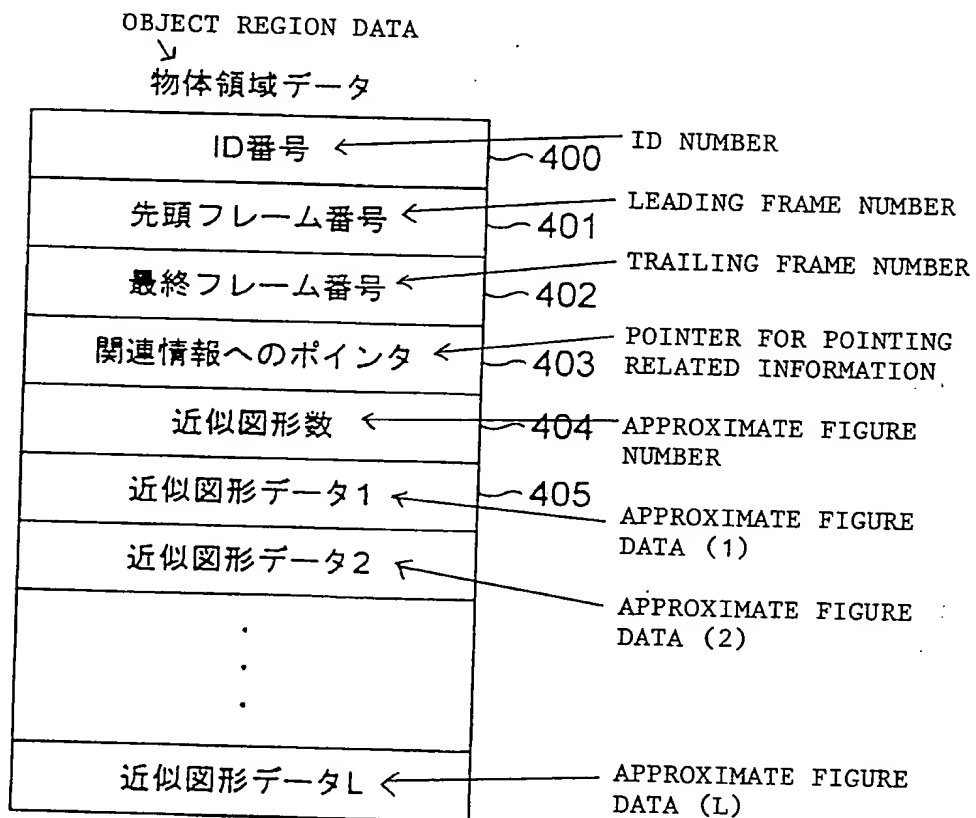 OBJECT REGION DATA
物体領域データ
ID番号
400
ID NUMBER
先頭フレーム番号
401
LEADING FRAME NUMBER
最終フレーム番号
402
TRAILING FRAME NUMBER
関連情報へのポインタ
403
POINTER FOR POINTING
RELATED INFORMATION
近似図形数
404
APPROXIMATE FIGURE
NUMBER
近似図形データ1
405
APPROXIMATE FIGURE
DATA (1)
近似図形データ2
APPROXIMATE FIGURE
DATA (2)
近似図形データL
APPROXIMATE FIGURE
DATA (L)